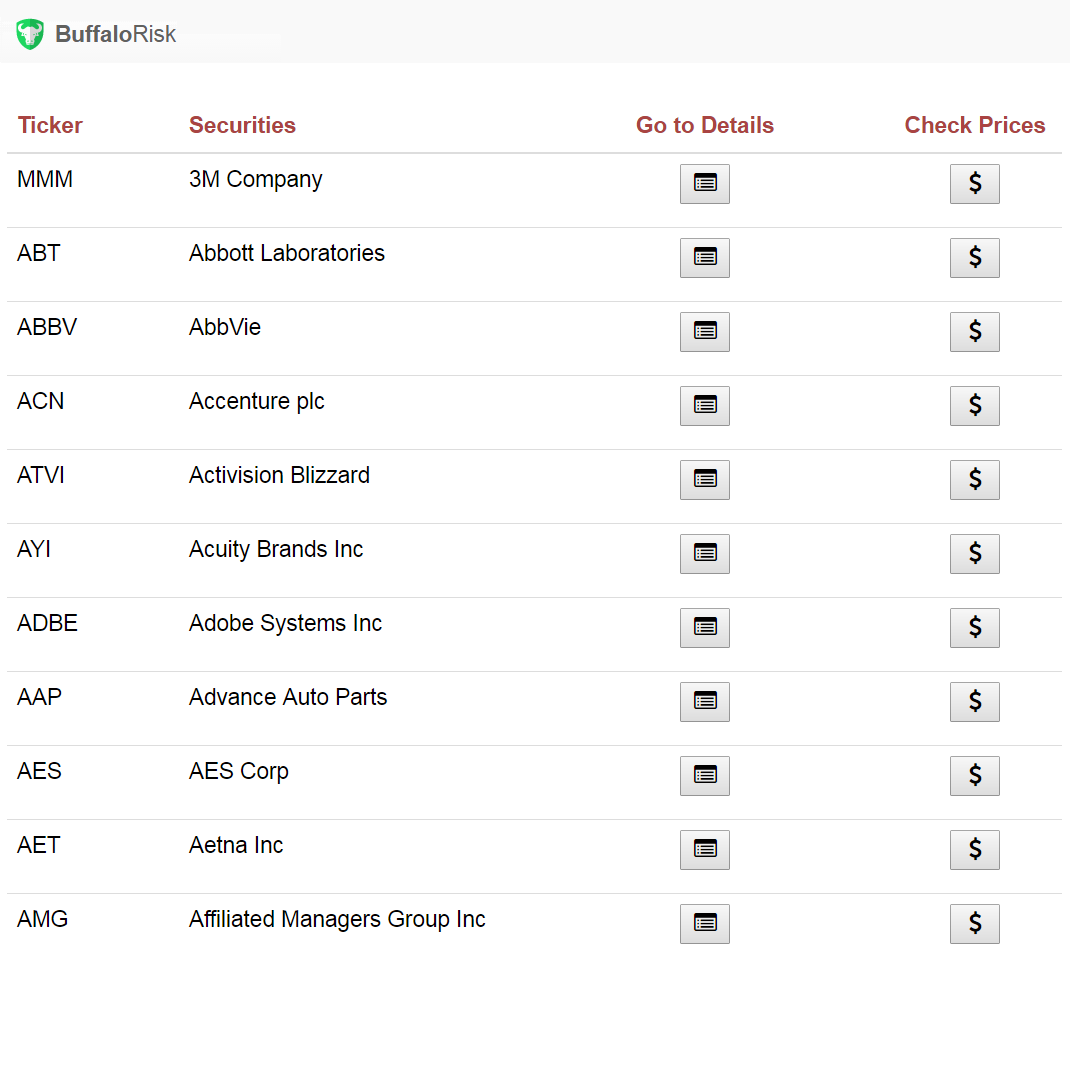 BuffaloRisk
Ticker Securities Go to Details Check Prices
MMM 3M Company $
ABT Abbott Laboratories $
ABBV AbbVie $
ACN Accenture plc $
ATVI Activision Blizzard $
AYI Acuity Brands Inc $
ADBE Adobe Systems Inc $
AAP Advance Auto Parts $
AES AES Corp $
AET Aetna Inc $
AMG Affiliated Managers Group Inc $